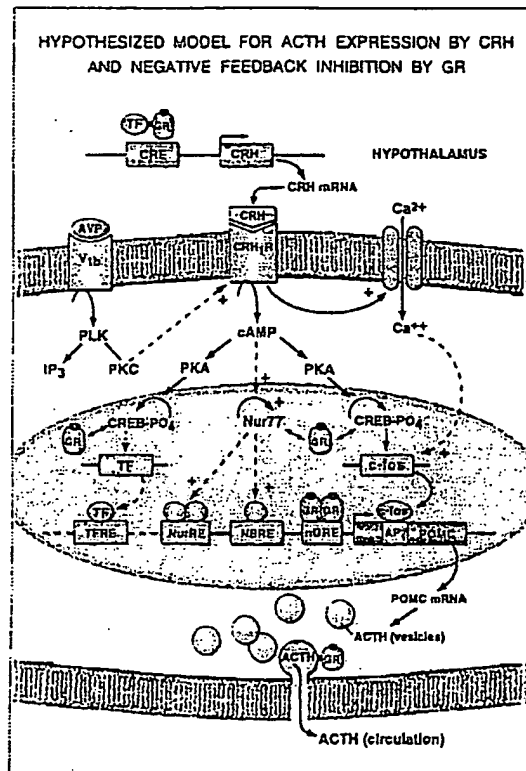 HYPOTHESIZED MODEL FOR ACTH EXPRESSION BY CRH
AND NEGATIVE FEEDBACK INHIBITION BY GR
TF GR
CRE CRH
HYPOTHALAMUS
CRH mRNA
AVP
V1b
CRH
CRH R
Ca2+
+
PLK
IP3
PKC
+
cAMP
Ca++
PKA
PKA
+
GR
CREB-PO4
+
Nur77
GR
CREB-PO4
TF
c-fos
+
TF
TFRE
+
NurRE
+
NBRE
GR GR
nGRE
c-fos
AP1
POMC
POMC mRNA
ACTH (vesicles)
ACTH
GR
ACTH (circulation)